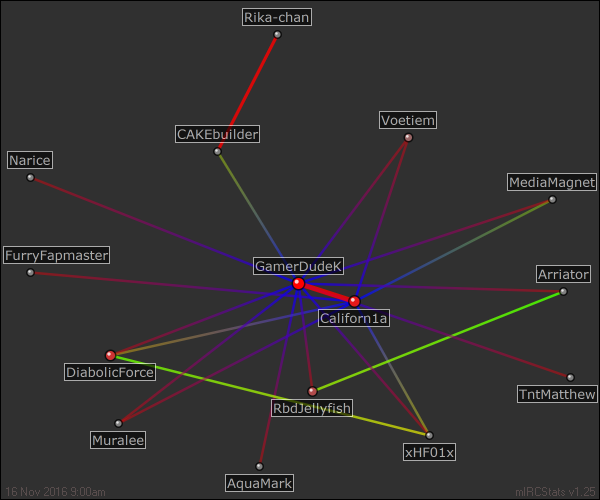 Rika-chan
Voetiem
CAKEbuilder
Narice
MediaMagnet
FurryFapmaster
GamerDudeK
Arriator
Californ1a
DiabolicForce
TntMatthew
RbdJellyfish
Muralee
xHF01x
AquaMark
16 Nov 2016 9:00am
mIRCStats v1.25